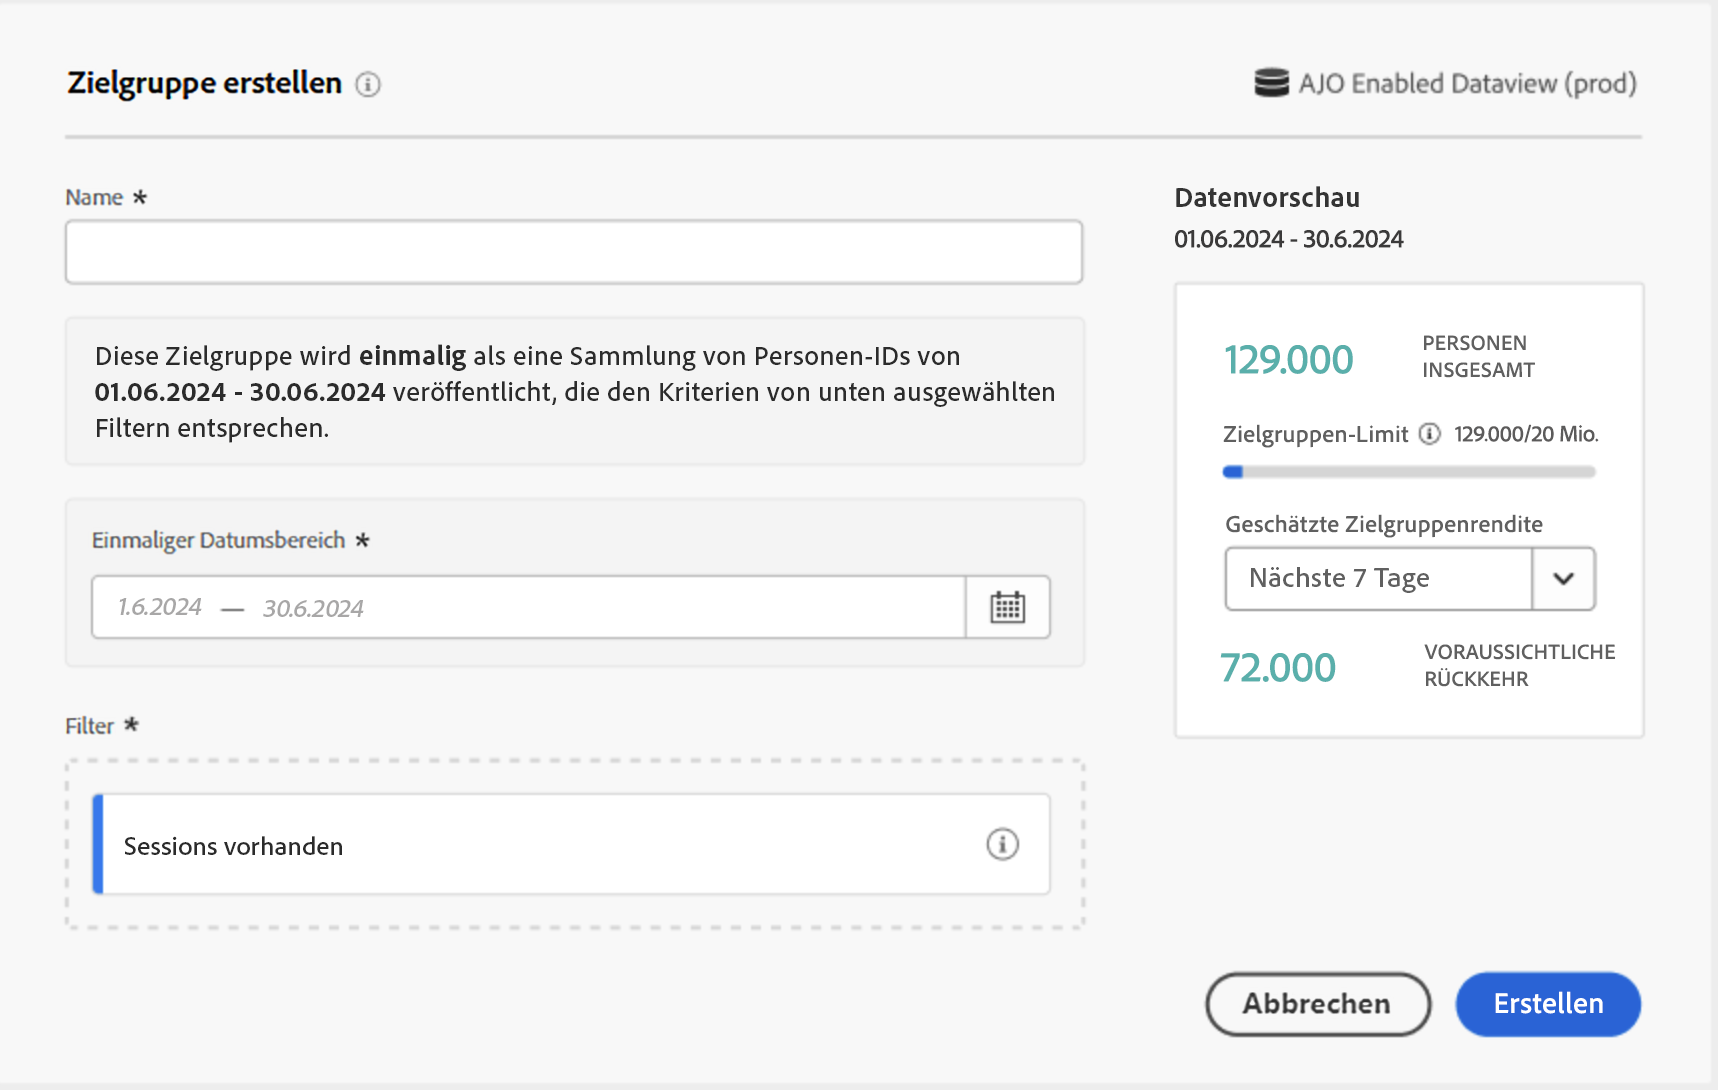 Zielgruppe erstellen
AJO Enabled Dataview (prod)
Name *
Diese Zielgruppe wird einmalig als eine Sammlung von Personen-IDs von
01.06.2024 - 30.06.2024 veröffentlicht, die den Kriterien von unten ausgewählten
Filtern entsprechen.
Einmaliger Datumsbereich *
1.6.2024 — 30.6.2024
Filter *
Sessions vorhanden
Datenvorschau
01.06.2024 - 30.6.2024
129.000
PERSONEN
INSGESAMT
Zielgruppen-Limit 129.000/20 Mio.
Geschätzte Zielgruppenrendite
Nächste 7 Tage
72.000
VORAUSSICHTLICHE
RÜCKKEHR
Abbrechen
Erstellen